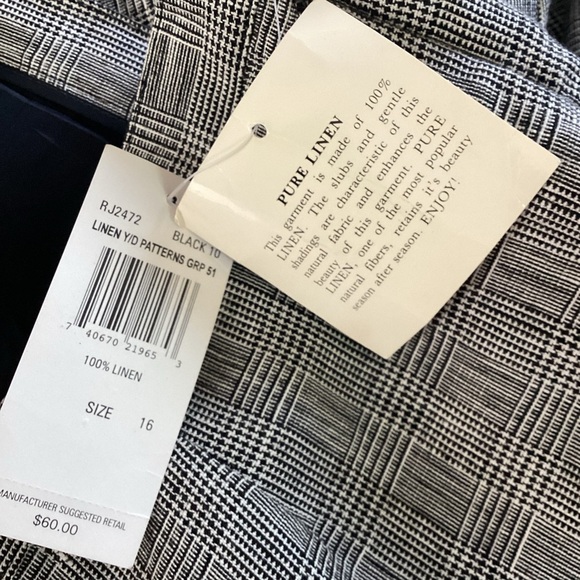 RJ2472 BLACK 10
LINEN Y/D PATTERNS GRP 51
7 40670 21965 3
100% LINEN
SIZE 16
MANUFACTURER SUGGESTED RETAIL
$60.00
PURE LINEN
This garment is made of 100%
LINEN. The slubs and gentle
shadings are characteristic of this
natural fabric and enhances the
beauty of this garment. PURE
LINEN, one of the most popular
natural fibers, retains it's beauty
season after season. ENJOY!